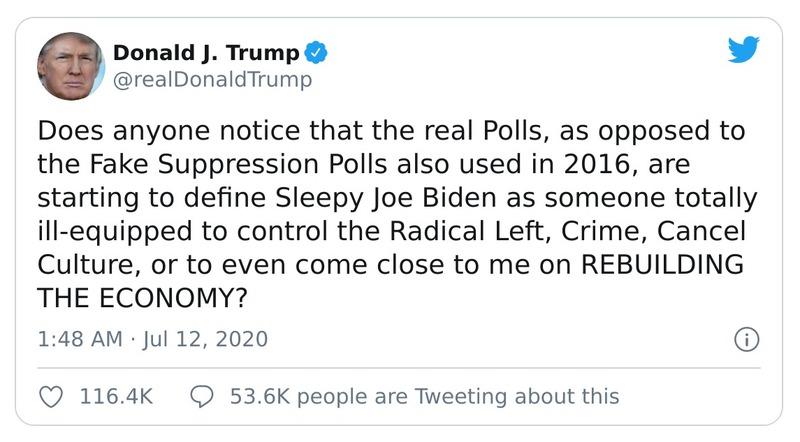 Donald J. Trump
@realDonaldTrump
Does anyone notice that the real Polls, as opposed to
the Fake Suppression Polls also used in 2016, are
starting to define Sleepy Joe Biden as someone totally
ill-equipped to control the Radical Left, Crime, Cancel
Culture, or to even come close to me on REBUILDING
THE ECONOMY?
1:48 AM · Jul 12, 2020
116.4K 53.6K people are Tweeting about this